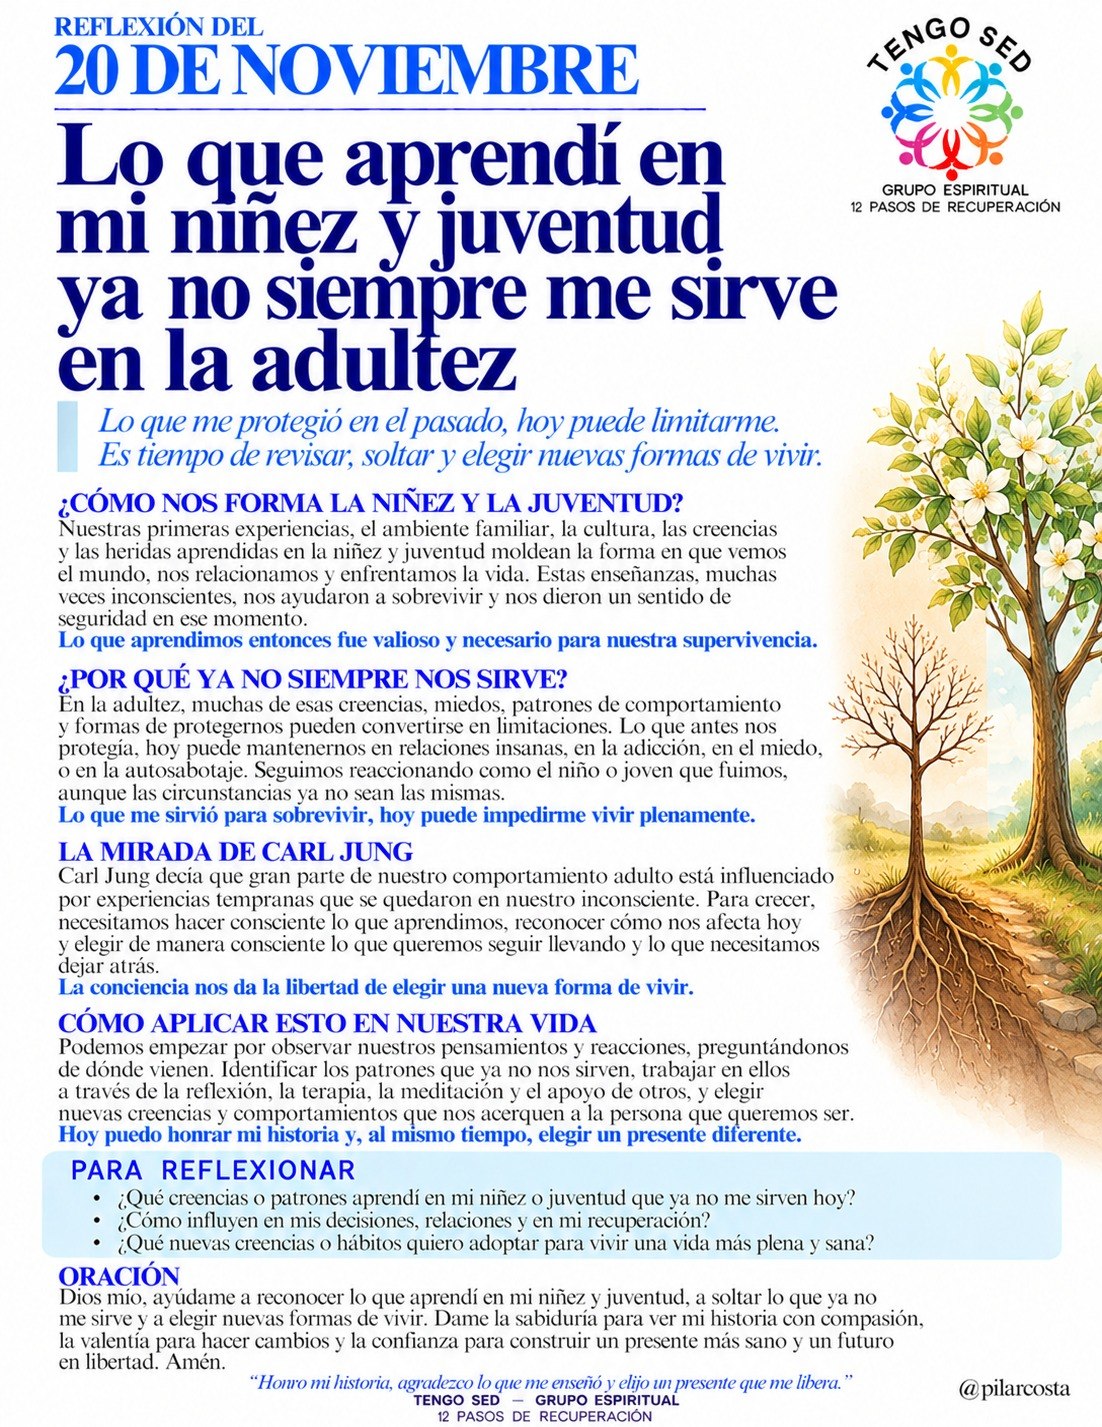 REFLEXIÓN DEL
20 DE NOVIEMBRE
TENGO SED
GRUPO ESPIRITUAL
12 PASOS DE RECUPERACIÓN
Lo que aprendí en
mi niñez y juventud
ya no siempre me sirve
en la adultez
Lo que me protegió en el pasado, hoy puede limitarme.
Es tiempo de revisar, soltar y elegir nuevas formas de vivir.
¿CÓMO NOS FORMA LA NIÑEZ Y LA JUVENTUD?
Nuestras primeras experiencias, el ambiente familiar, la cultura, las creencias
y las heridas aprendidas en la niñez y juventud moldean la forma en que vemos
el mundo, nos relacionamos y enfrentamos la vida. Estas enseñanzas, muchas
veces inconscientes, nos ayudaron a sobrevivir y nos dieron un sentido de
seguridad en ese momento.
Lo que aprendimos entonces fue valioso y necesario para nuestra supervivencia.
¿POR QUÉ YA NO SIEMPRE NOS SIRVE?
En la adultez, muchas de esas creencias, miedos, patrones de comportamiento
y formas de protegernos pueden convertirse en limitaciones. Lo que antes nos
protegía, hoy puede mantenernos en relaciones insanas, en la adicción, en el miedo,
o en la autosabotaje. Seguimos reaccionando como el niño o joven que fuimos,
aunque las circunstancias ya no sean las mismas.
Lo que me sirvió para sobrevivir, hoy puede impedirme vivir plenamente.
LA MIRADA DE CARL JUNG
Carl Jung decía que gran parte de nuestro comportamiento adulto está influenciado
por experiencias tempranas que se quedaron en nuestro inconsciente. Para crecer,
necesitamos hacer consciente lo que aprendimos, reconocer cómo nos afecta hoy
y elegir de manera consciente lo que queremos seguir llevando y lo que necesitamos
dejar atrás.
La conciencia nos da la libertad de elegir una nueva forma de vivir.
CÓMO APLICAR ESTO EN NUESTRA VIDA
Podemos empezar por observar nuestros pensamientos y reacciones, preguntándonos
de dónde vienen. Identificar los patrones que ya no nos sirven, trabajar en ellos
a través de la reflexión, la terapia, la meditación y el apoyo de otros, y elegir
nuevas creencias y comportamientos que nos acerquen a la persona que queremos ser.
Hoy puedo honrar mi historia y, al mismo tiempo, elegir un presente diferente.
PARA REFLEXIONAR
• ¿Qué creencias o patrones aprendí en mi niñez o juventud que ya no me sirven hoy?
• ¿Cómo influyen en mis decisiones, relaciones y en mi recuperación?
• ¿Qué nuevas creencias o hábitos quiero adoptar para vivir una vida más plena y sana?
ORACIÓN
Dios mío, ayúdame a reconocer lo que aprendí en mi niñez y juventud, a soltar lo que ya no
me sirve y a elegir nuevas formas de vivir. Dame la sabiduría para ver mi historia con compasión,
la valentía para hacer cambios y la confianza para construir un presente más sano y un futuro
en libertad. Amén.
“Honro mi historia, agradezco lo que me enseñó y elijo un presente que me libera.”
TENGO SED — GRUPO ESPIRITUAL
12 PASOS DE RECUPERACIÓN
@pilarcosta